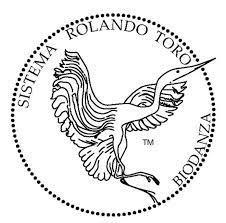 SISTEMA ROLANDO TORO
BIODANZA
TM